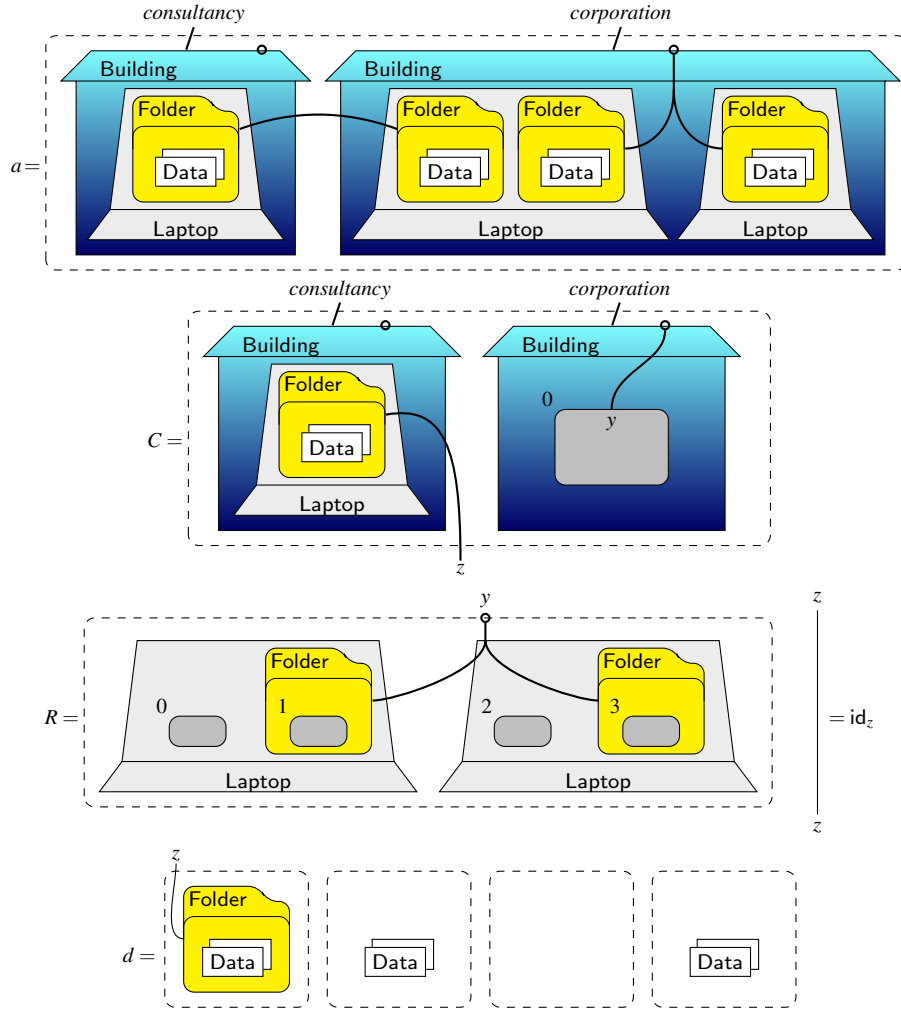 consultancy corporation
Building Building
Folder Folder Folder Folder
a =
Data Data Data Data
Laptop Laptop Laptop
consultancy corporation
Building Building
Folder
0
y
C =
Data
Laptop
z
y z
Folder Folder
0 1 2 3
R = = id_z
Laptop Laptop
z
z
Folder
d = Data Data Data